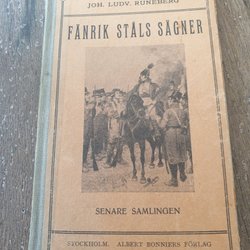 JOH. LUDV. RUNEBERG
FÄNRIK STÅLS SÄGNER
SENARE SAMLINGEN
STOCKHOLM. ALBERT BONNIERS FÖRLAG